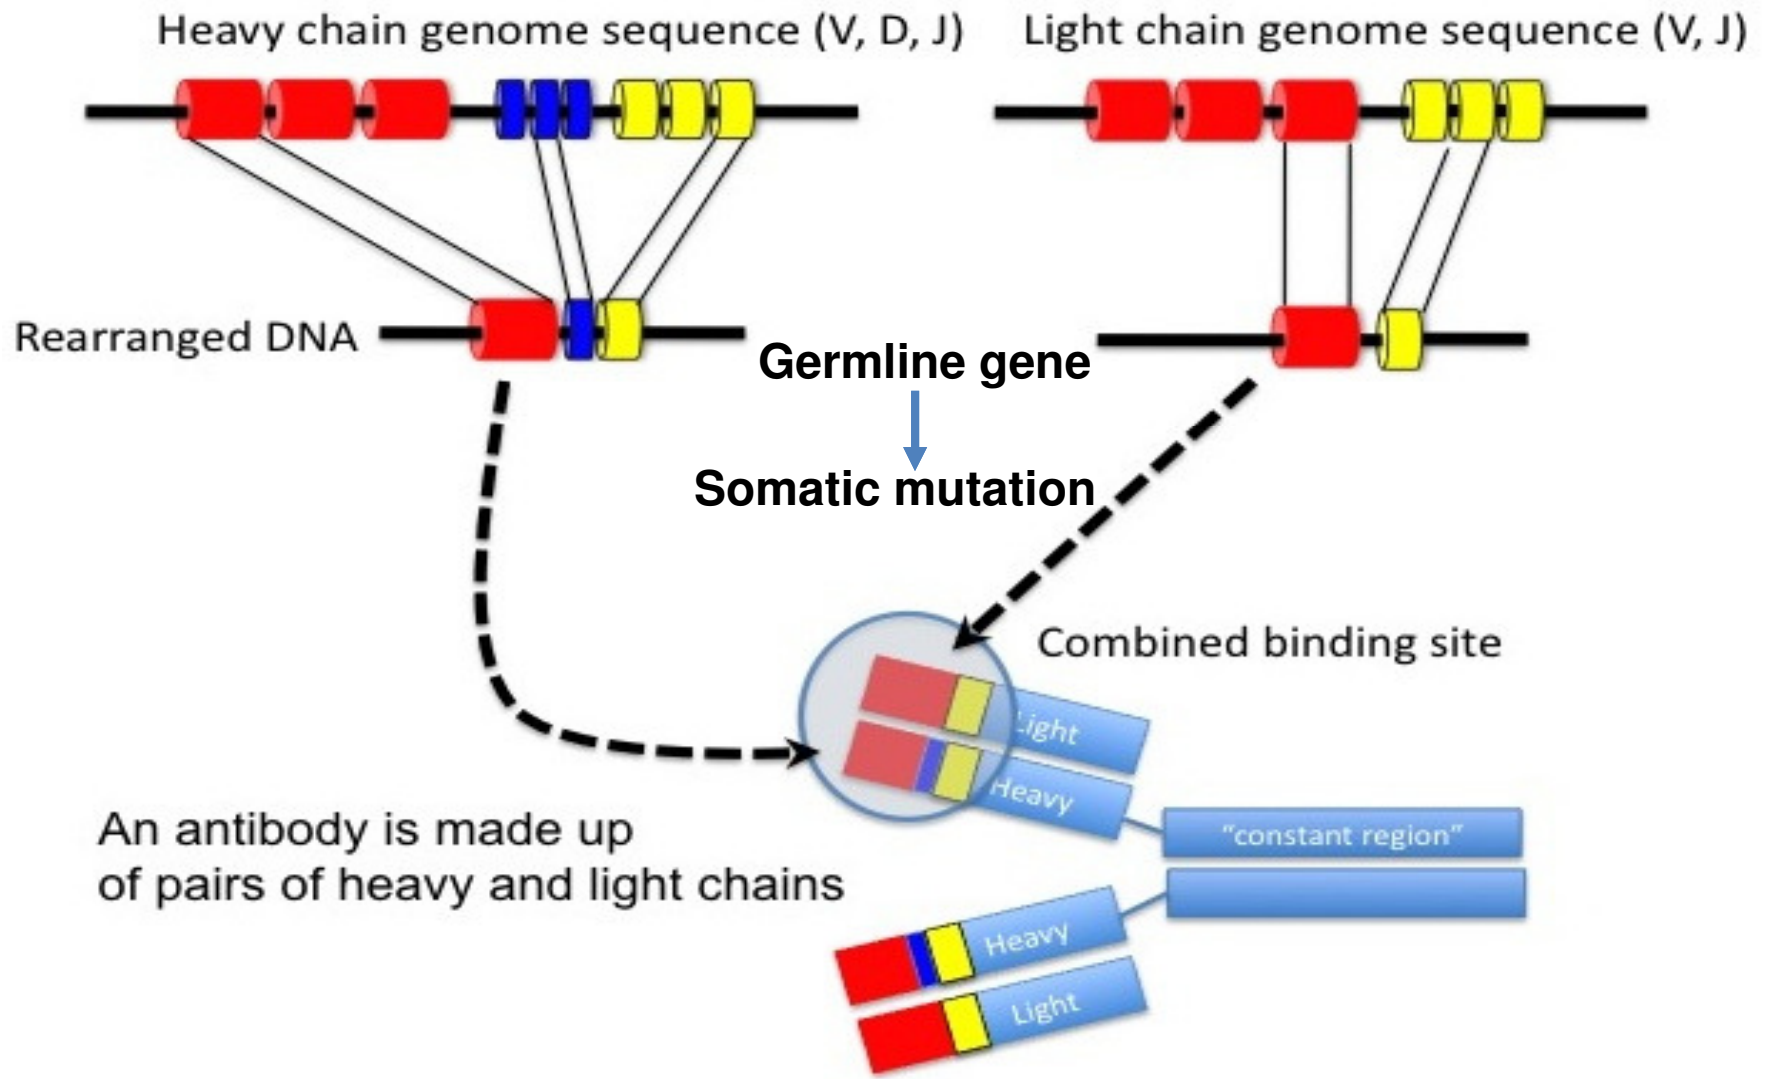 Heavy chain genome sequence (V, D, J)
Light chain genome sequence (V, J)
Rearranged DNA
Germline gene
Somatic mutation
Combined binding site
Light
Heavy
"constant region"
An antibody is made up
of pairs of heavy and light chains
Heavy
Light